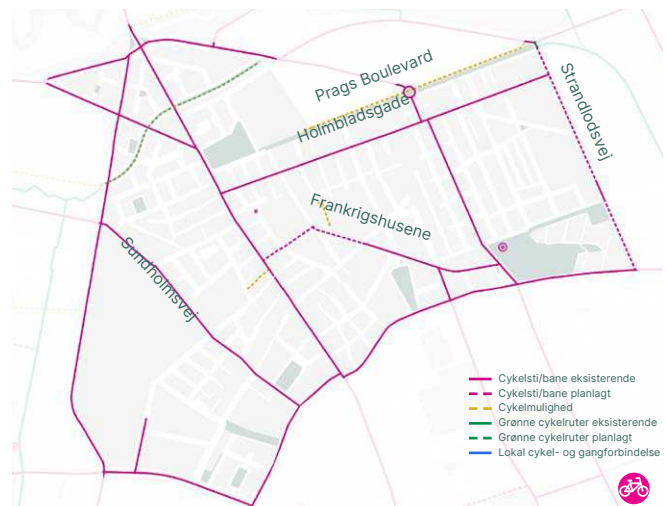 Prags Boulevard
Holmbladsgade
Strandlodsvej
Frankrigshusene
Sundholmsvej
Cykelsti/bane eksisterende
Cykelsti/bane planlagt
Cykelmulighed
Grønne cykelruter eksisterende
Grønne cykelruter planlagt
Lokal cykel- og gangforbindelse